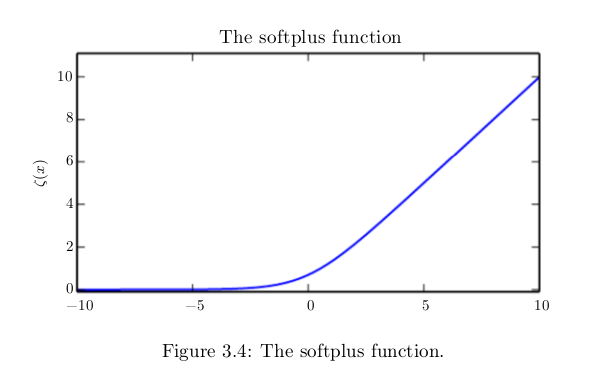 The softplus function
10
8
6
4
2
0
ζ(x)
−10 −5 0 5 10
Figure 3.4: The softplus function.